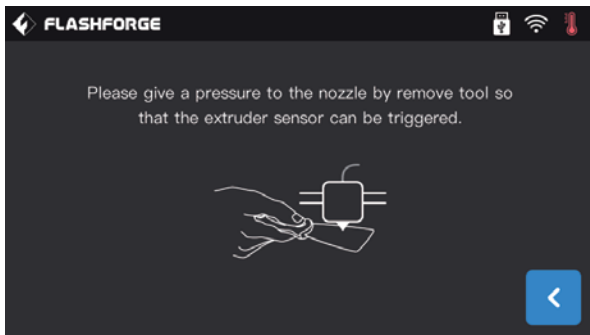 FLASHFORGE
Please give a pressure to the nozzle by remove tool so
that the extruder sensor can be triggered.